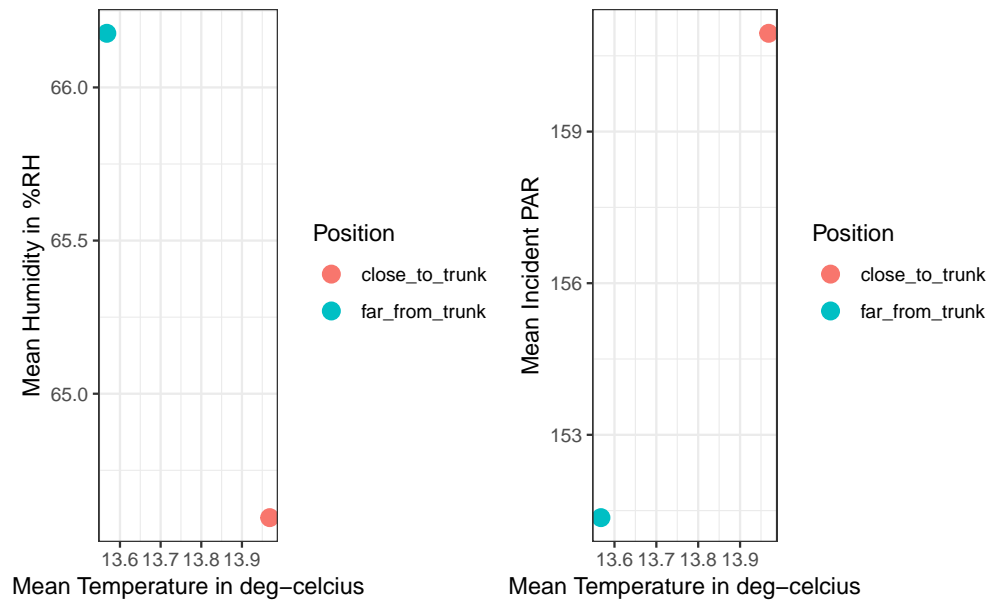 Mean Humidity in %RH
66.0
65.5
65.0
13.6 13.7 13.8 13.9
Mean Temperature in deg−celcius
Position
close_to_trunk
far_from_trunk
Mean Incident PAR
159
156
153
13.6 13.7 13.8 13.9
Mean Temperature in deg−celcius
Position
close_to_trunk
far_from_trunk